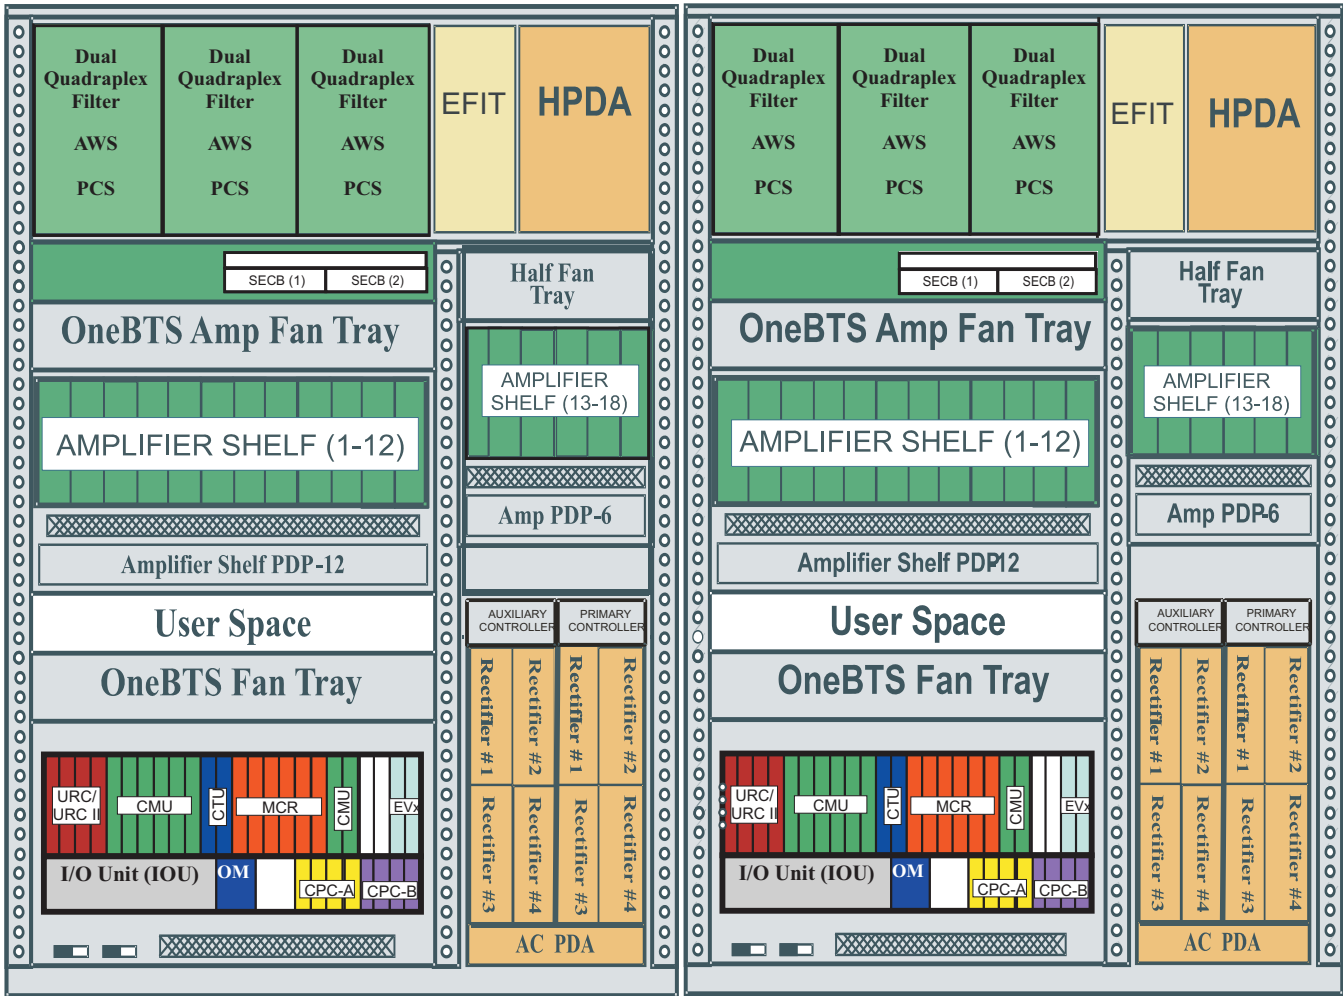 Dual
Quadraplex
Filter
AWS
PCS
Dual
Quadraplex
Filter
AWS
PCS
Dual
Quadraplex
Filter
AWS
PCS
EFIT
HPDA
SECB (1)
SECB (2)
OneBTS Amp Fan Tray
AMPLIFIER SHELF (1-12)
Amplifier Shelf PDP-12
User Space
OneBTS Fan Tray
URC/
URC II
CMU
CTU
MCR
CMU
EVx
I/O Unit (IOU)
OM
CPC-A
CPC-B
Half Fan
Tray
AMPLIFIER
SHELF (13-18)
Amp PDP-6
AUXILIARY
CONTROLLER
PRIMARY
CONTROLLER
Rectifier #1
Rectifier #2
Rectifier #1
Rectifier #2
Rectifier #3
Rectifier #4
Rectifier #3
Rectifier #4
AC PDA
Dual
Quadraplex
Filter
AWS
PCS
Dual
Quadraplex
Filter
AWS
PCS
Dual
Quadraplex
Filter
AWS
PCS
EFIT
HPDA
SECB (1)
SECB (2)
OneBTS Amp Fan Tray
AMPLIFIER SHELF (1-12)
Amplifier Shelf PDP-12
User Space
OneBTS Fan Tray
URC/
URC II
CMU
CTU
MCR
CMU
EVx
I/O Unit (IOU)
OM
CPC-A
CPC-B
Half Fan
Tray
AMPLIFIER
SHELF (13-18)
Amp PDP-6
AUXILIARY
CONTROLLER
PRIMARY
CONTROLLER
Rectifier #1
Rectifier #2
Rectifier #1
Rectifier #2
Rectifier #3
Rectifier #4
Rectifier #3
Rectifier #4
AC PDA